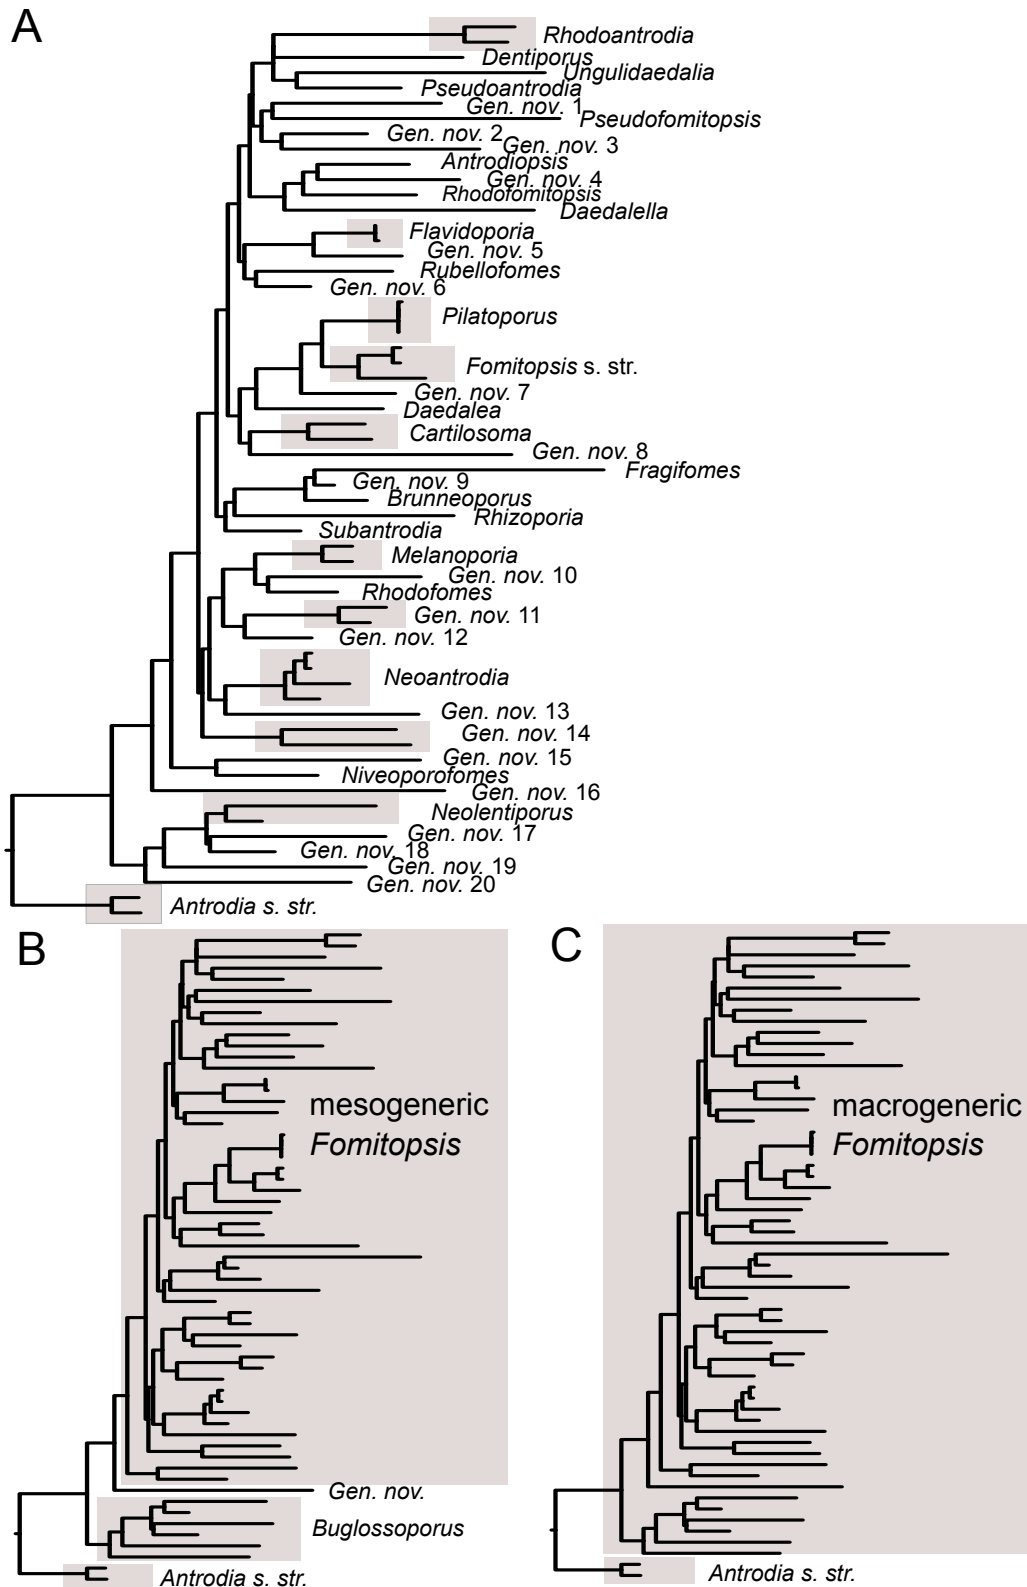 A
Rhodoantrodia
Dentiporus
Ungulidaedalia
Pseudoantrodia
Gen. nov. 1
Pseudofomitopsis
Gen. nov. 2
Gen. nov. 3
Antrodiopsis
Gen. nov. 4
Rhodofomitopsis
Daedalella
Flavidoporia
Gen. nov. 5
Rubellofomes
Gen. nov. 6
Pilatoporus
Fomitopsis s. str.
Gen. nov. 7
Daedalea
Cartilosoma
Gen. nov. 8
Fragifomes
Gen. nov. 9
Brunneoporus
Rhizoporia
Subantrodia
Melanoporia
Gen. nov. 10
Rhodofomes
Gen. nov. 11
Gen. nov. 12
Neoantrodia
Gen. nov. 13
Gen. nov. 14
Gen. nov. 15
Niveoporofomes
Gen. nov. 16
Neolentiporus
Gen. nov. 17
Gen. nov. 18
Gen. nov. 19
Gen. nov. 20
Antrodia s. str.
B
mesogeneric
Fomitopsis
Gen. nov.
Buglossoporus
Antrodia s. str.
C
macrogeneric
Fomitopsis
Antrodia s. str.